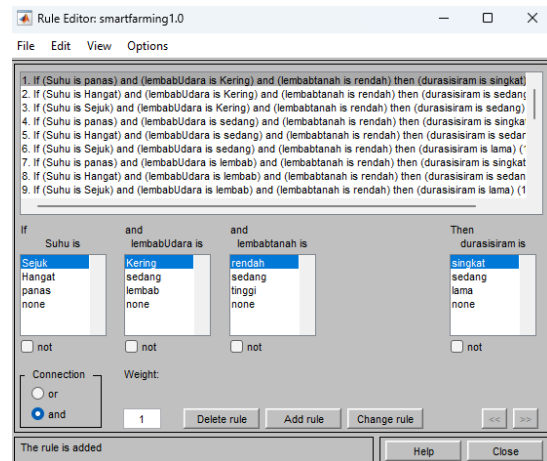 Rule Editor: smartfarming1.0
File Edit View Options
1. If (Suhu is panas) and (lembabUdara is Kering) and (lembabtanah is rendah) then (durasisiram is singkat)
2. If (Suhu is Hangat) and (lembabUdara is Kering) and (lembabtanah is rendah) then (durasisiram is sedang
3. If (Suhu is Sejuk) and (lembabUdara is Kering) and (lembabtanah is rendah) then (durasisiram is sedang)
4. If (Suhu is panas) and (lembabUdara is sedang) and (lembabtanah is rendah) then (durasisiram is singkat
5. If (Suhu is Hangat) and (lembabUdara is sedang) and (lembabtanah is rendah) then (durasisiram is sedan
6. If (Suhu is Sejuk) and (lembabUdara is sedang) and (lembabtanah is rendah) then (durasisiram is lama) (1
7. If (Suhu is panas) and (lembabUdara is lembab) and (lembabtanah is rendah) then (durasisiram is singkat
8. If (Suhu is Hangat) and (lembabUdara is lembab) and (lembabtanah is rendah) then (durasisiram is sedan
9. If (Suhu is Sejuk) and (lembabUdara is lembab) and (lembabtanah is rendah) then (durasisiram is lama) (1
If and and Then
Suhu is lembabUdara is lembabtanah is durasisiram is
Sejuk Kering rendah singkat
Hangat sedang sedang sedang
panas lembab tinggi lama
none none none none
not not not not
Connection Weight:
or
and 1 Delete rule Add rule Change rule << >>
The rule is added Help Close